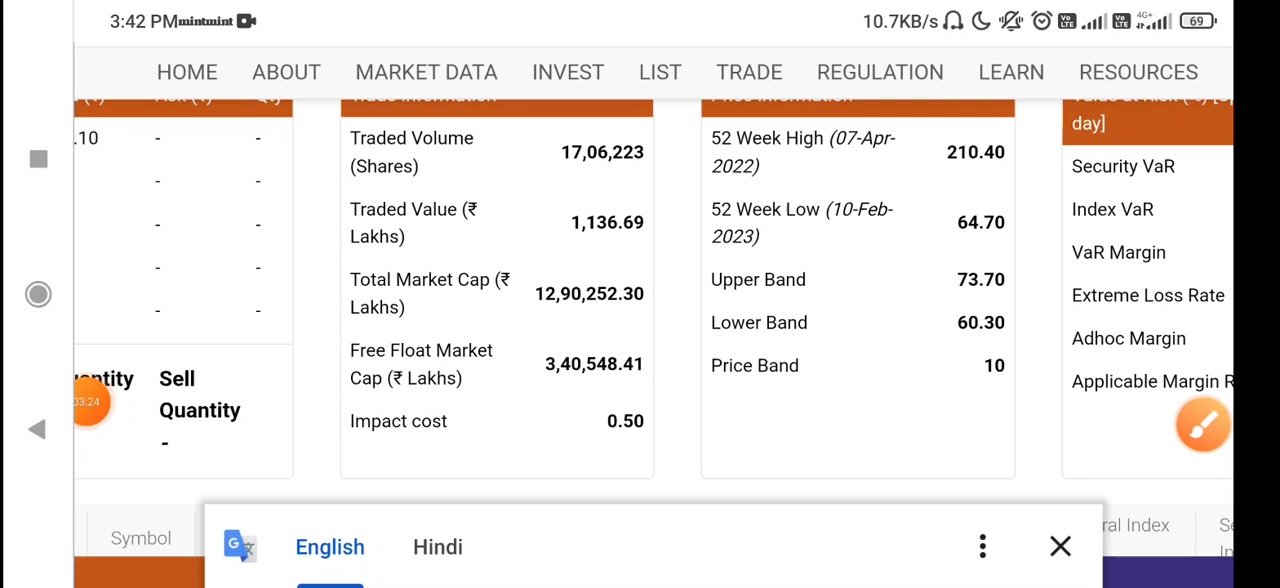 3:42 PM mintmint 10.7KB/s 4G+ 69
HOME ABOUT MARKET DATA INVEST LIST TRADE REGULATION LEARN RESOURCES
day]
.10 - -
- -
- -
- -
- -
Sell
Quantity
-
03:24
Traded Volume
(Shares) 17,06,223
Traded Value (₹
Lakhs) 1,136.69
Total Market Cap (₹
Lakhs) 12,90,252.30
Free Float Market
Cap (₹ Lakhs) 3,40,548.41
Impact cost 0.50
52 Week High (07-Apr-
2022) 210.40
52 Week Low (10-Feb-
2023) 64.70
Upper Band 73.70
Lower Band 60.30
Price Band 10
Security VaR
Index VaR
VaR Margin
Extreme Loss Rate
Adhoc Margin
Applicable Margin R
Symbol
Index
English Hindi